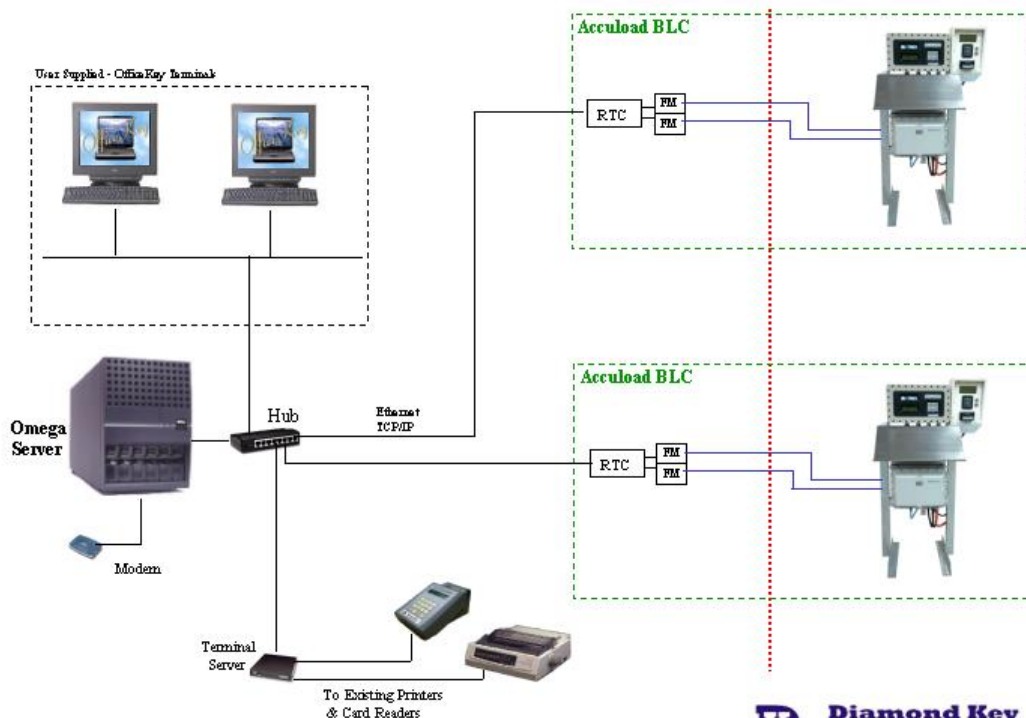 Accuload BLC
User Supplied - OfficeKey Terminals
RTC
FM
FM
Accuload BLC
Omega
Server
Hub
Ethernet
TCP/IP
RTC
FM
FM
Modem
Terminal
Server
To Existing Printers
& Card Readers
Diamond Key